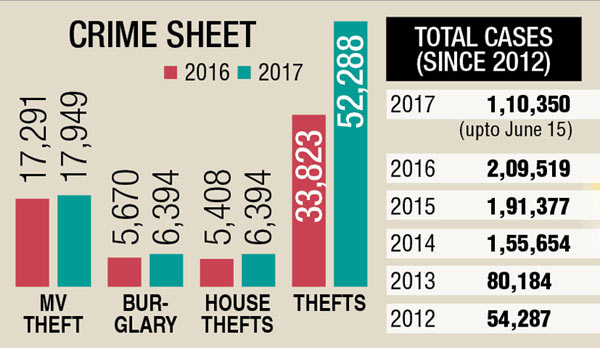 CRIME SHEET
2016 2017
17,291
17,949
5,670
6,394
5,408
6,394
33,823
52,288
MV
THEFT
BUR-
GLARY
HOUSE
THEFTS
THEFTS
TOTAL CASES
(SINCE 2012)
2017 1,10,350
(upto June 15)
2016 2,09,519
2015 1,91,377
2014 1,55,654
2013 80,184
2012 54,287